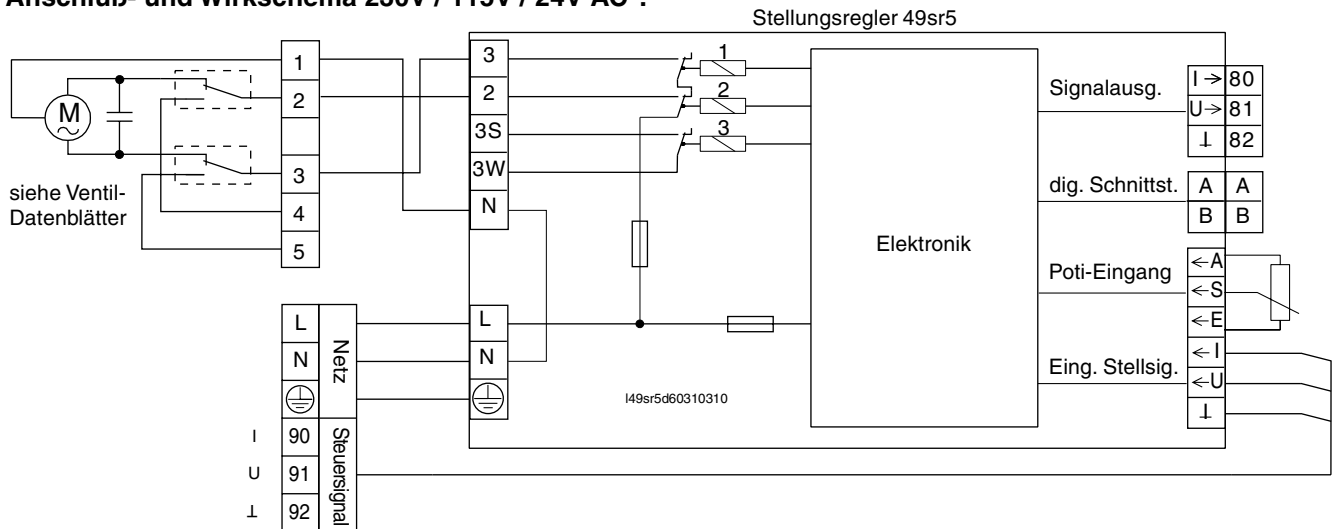 Anschluß- und Wirkschema 230V / 115V / 24V AC :
Stellungsregler 49sr5
M
siehe Ventil-
Datenblätter
1
2
3
4
5
3
2
3S
3W
N
1
2
3
Elektronik
Signalausg.
I→ 80
U→ 81
⊥ 82
dig. Schnittst.
A A
B B
Poti-Eingang
←A
←S
←E
Eing. Stellsig.
←I
←U
⊥
L
N
Netz
L
N
l49sr5d60310310
I 90
U 91
⊥ 92
Steuersignal